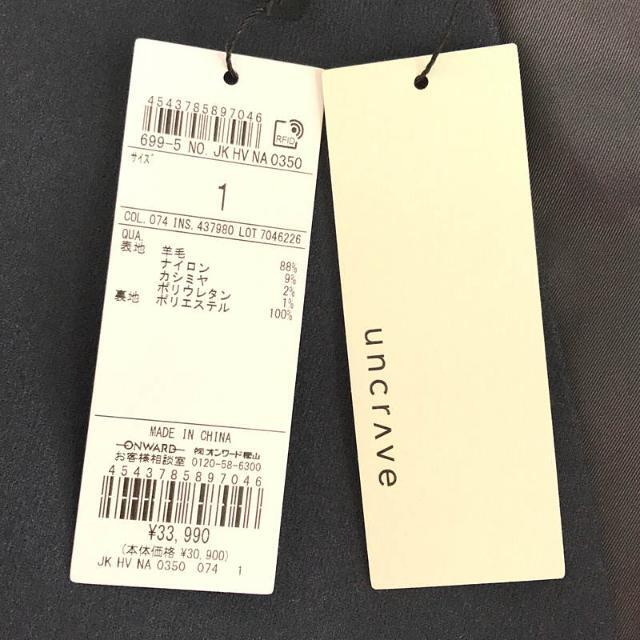 4543785897046
RFID
699-5 NO. JK HV NA 0350
サイズ
1
COL. 074 INS. 437980 LOT 7046226
QUA.
表地 羊毛 88%
ナイロン 9%
カシミヤ 2%
ポリウレタン 1%
裏地 ポリエステル 100%
MADE IN CHINA
ONWARD ㈱オンワード樫山
お客様相談室 0120-58-6300
4543785897046
¥33,990
(本体価格 ¥30,900)
JK HV NA 0350 074 1
uncrave